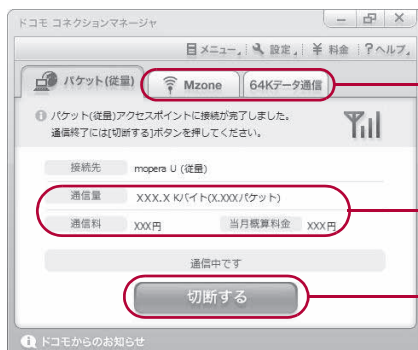 ドコモ コネクションマネージャ
メニュー 設定 ¥ 料金 ?ヘルプ
パケット(従量) Mzone 64Kデータ通信
パケット(従量)アクセスポイントに接続が完了しました。
通信終了には[切断する]ボタンを押してください。
接続先 mopera U (従量)
通信量 XXX.X Kバイト(X,XXXパケット)
通信料 XXX円 当月概算料金 XXX円
通信中です
切断する
ドコモからのお知らせ